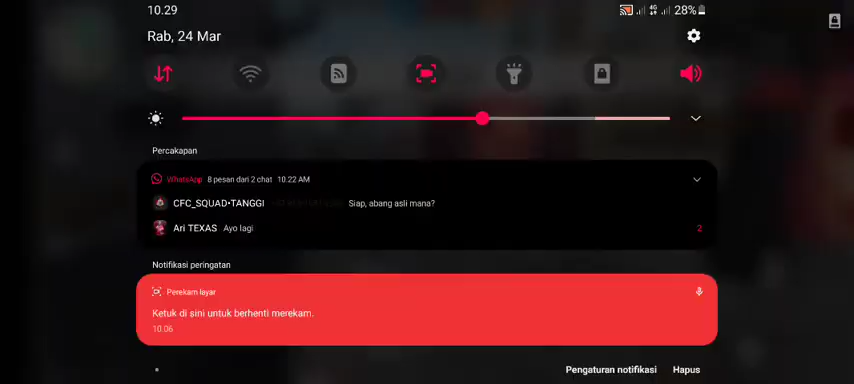 10.29
4G
28%
Rab, 24 Mar
Percakapan
WhatsApp 8 pesan dari 2 chat 10.22 AM
CFC_SQUAD•TANGGI Siap, abang asli mana?
Ari TEXAS Ayo lagi 2
Notifikasi peringatan
Perekam layar
Ketuk di sini untuk berhenti merekam.
10.06
Pengaturan notifikasi Hapus